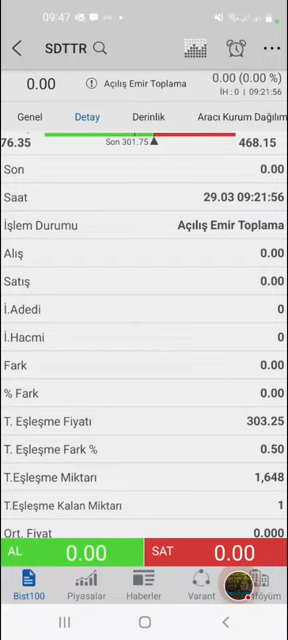 09:47
SDTTR
0.00
Açılış Emir Toplama
0.00 (0.00 %)
İH : 0 | 09:21:56
Genel Detay Derinlik Aracı Kurum Dağılım
76.35 Son 301.75 468.15
Son 0.00
Saat 29.03 09:21:56
İşlem Durumu Açılış Emir Toplama
Alış 0.00
Satış 0.00
İ.Adedi 0
İ.Hacmi 0
Fark 0.00
% Fark 0.00
T. Eşleşme Fiyatı 303.25
T. Eşleşme Fark % 0.50
T.Eşleşme Miktarı 1,648
T.Eşleşme Kalan Miktarı 1
Ort. Fiyat 0.000
AL 0.00 SAT 0.00
Bist100 Piyasalar Haberler Varant tföyüm